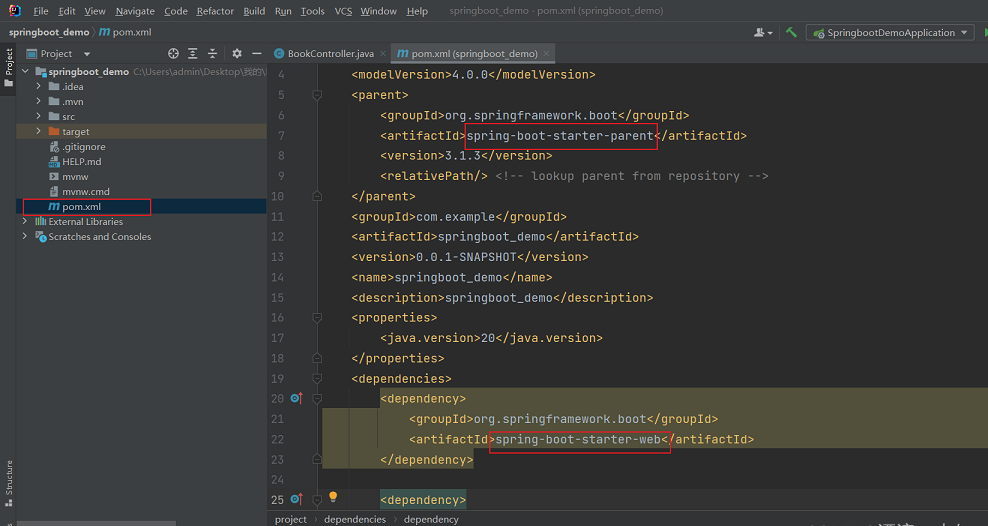 File Edit View Navigate Code Refactor Build Run Tools VCS Window Help springboot_demo - pom.xml (springboot_demo)
springboot_demo pom.xml SpringbootDemoApplication
Project
BookController.java pom.xml (springboot_demo)
Project
springboot_demo C:\Users\admin\Desktop\我的\
.idea
.mvn
src
target
.gitignore
HELP.md
mvnw
mvnw.cmd
pom.xml
External Libraries
Scratches and Consoles
Structure
4 <modelVersion>4.0.0</modelVersion>
5 <parent>
6 <groupId>org.springframework.boot</groupId>
7 <artifactId>spring-boot-starter-parent</artifactId>
8 <version>3.1.3</version>
9 <relativePath/> <!-- lookup parent from repository -->
10 </parent>
11 <groupId>com.example</groupId>
12 <artifactId>springboot_demo</artifactId>
13 <version>0.0.1-SNAPSHOT</version>
14 <name>springboot_demo</name>
15 <description>springboot_demo</description>
16 <properties>
17 <java.version>20</java.version>
18 </properties>
19 <dependencies>
20 <dependency>
21 <groupId>org.springframework.boot</groupId>
22 <artifactId>spring-boot-starter-web</artifactId>
23 </dependency>
24
25 <dependency>
project dependencies dependency